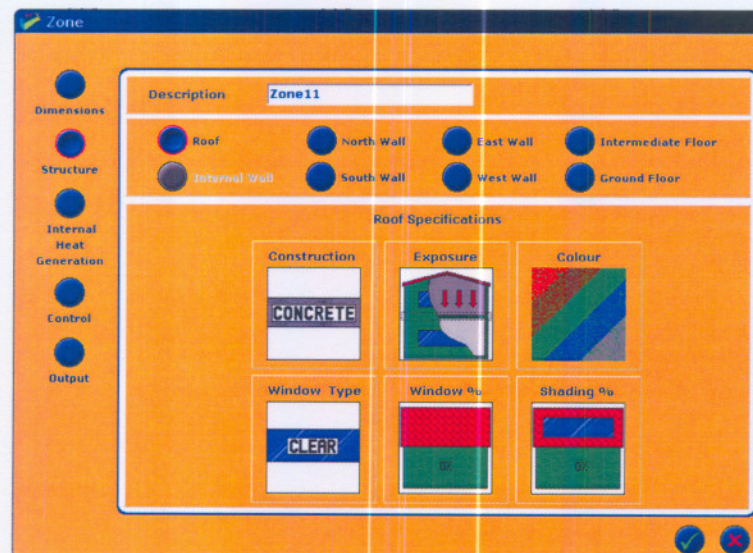 Zone
Dimensions
Structure
Internal
Heat
Generation
Control
Output
Description Zone11
Roof North Wall East Wall Intermediate Floor
Internal Wall South Wall West Wall Ground Floor
Roof Specifications
Construction Exposure Colour
CONCRETE
Window Type Window % Shading %
CLEAR
0% 0%